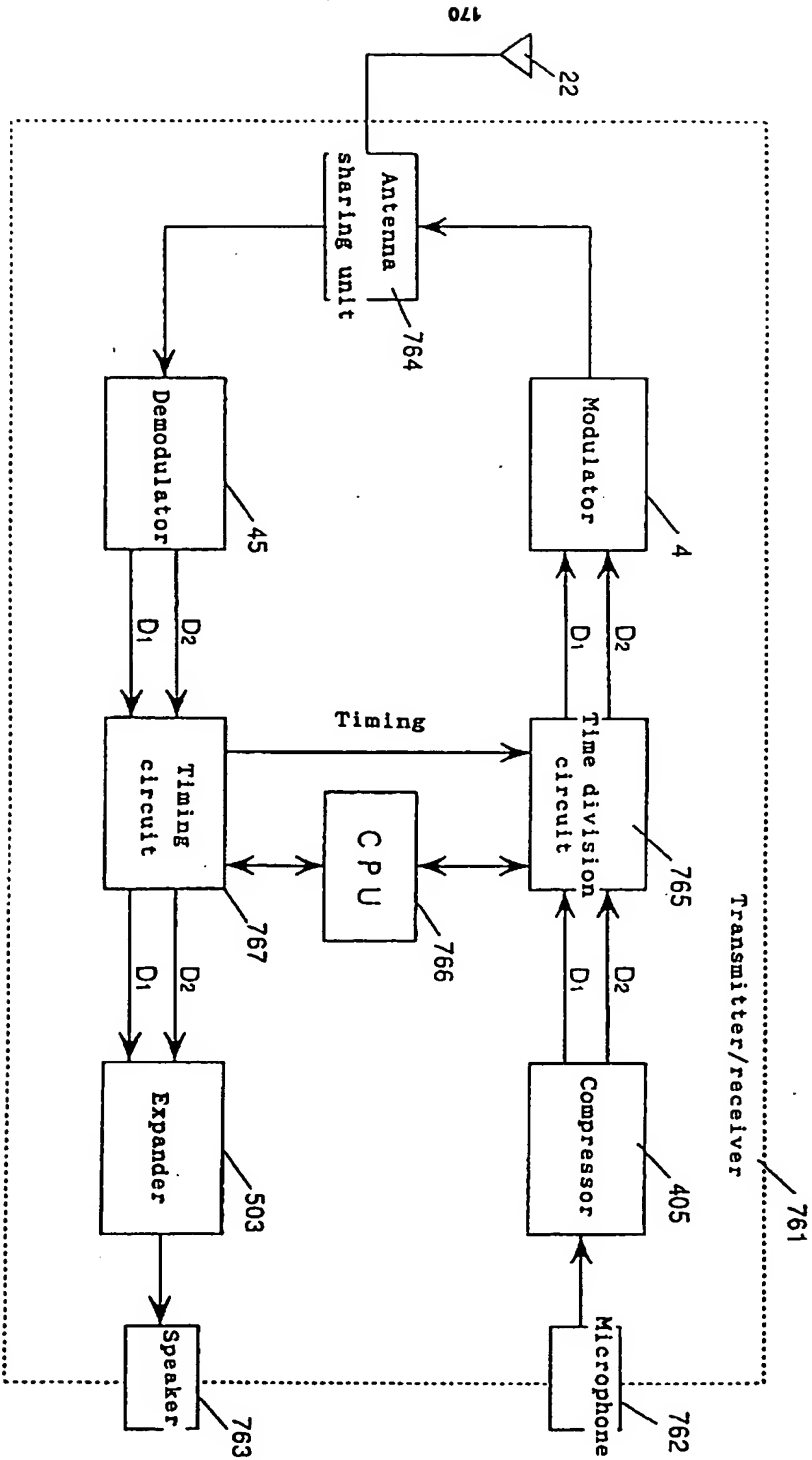 170
22
Transmitter/receiver
761
Antenna
sharing unit
764
Modulator
4
D2
D1
Time division
circuit
765
D2
D1
Compressor
405
Microphone
762
Timing
CPU
766
Demodulator
45
D2
D1
Timing
circuit
767
D2
D1
Expander
503
Speaker
763